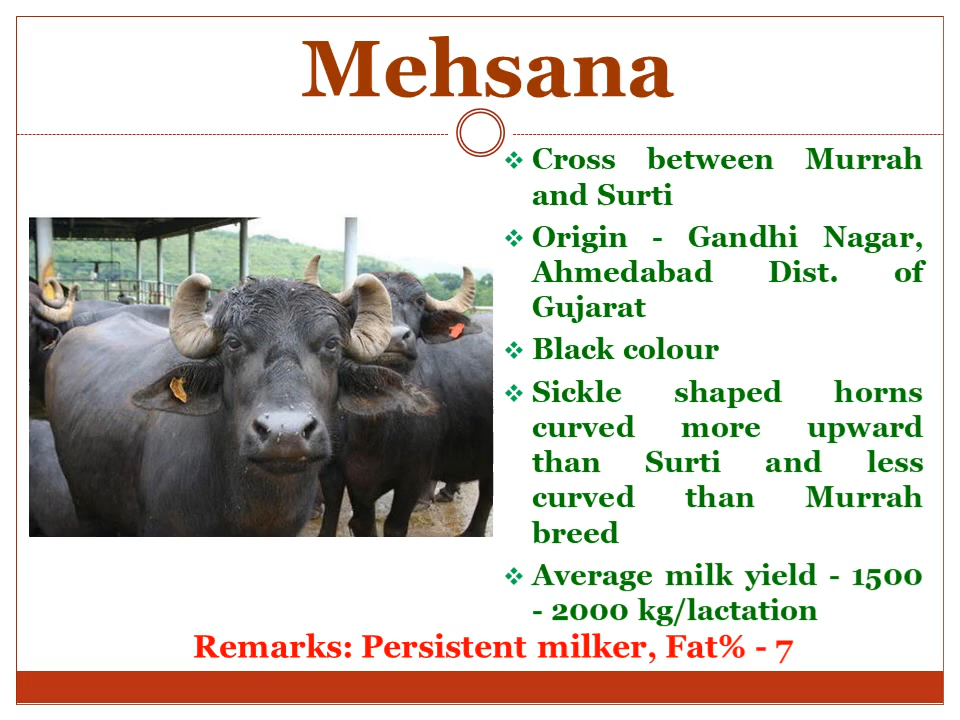 Mehsana
❖ Cross between Murrah
and Surti
❖ Origin - Gandhi Nagar,
Ahmedabad Dist. of
Gujarat
❖ Black colour
❖ Sickle shaped horns
curved more upward
than Surti and less
curved than Murrah
breed
❖ Average milk yield - 1500
- 2000 kg/lactation
Remarks: Persistent milker, Fat% - 7